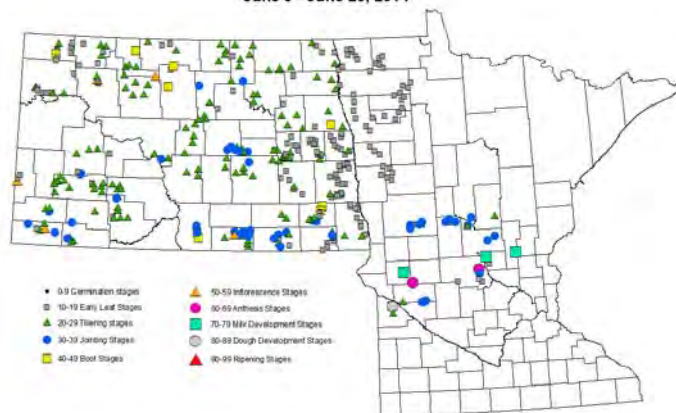 0-9 Germination stages
10-19 Early Leaf Stages
20-29 Tillering stages
30-39 Jointing Stages
40-49 Boot Stages
50-59 Inflorescence Stages
60-69 Anthesis Stages
70-79 Milk Development Stages
80-89 Dough Development Stages
90-99 Ripening Stages